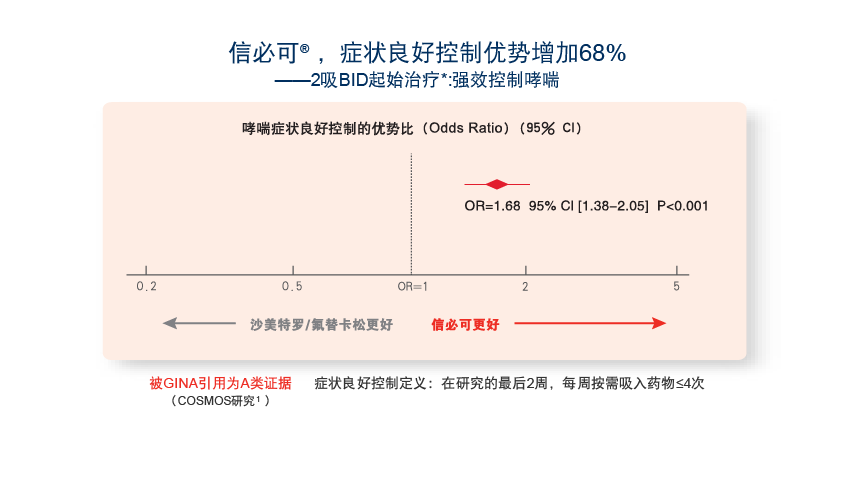 信必可®，症状良好控制优势增加68%
——2吸BID起始治疗*:强效控制哮喘
哮喘症状良好控制的优势比（Odds Ratio）（95% CI）
OR=1.68 95% CI [1.38–2.05] P<0.001
0.2 0.5 OR=1 2 5
沙美特罗/氟替卡松更好 信必可更好
被GINA引用为A类证据 症状良好控制定义：在研究的最后2周，每周按需吸入药物≤4次
（COSMOS研究¹）